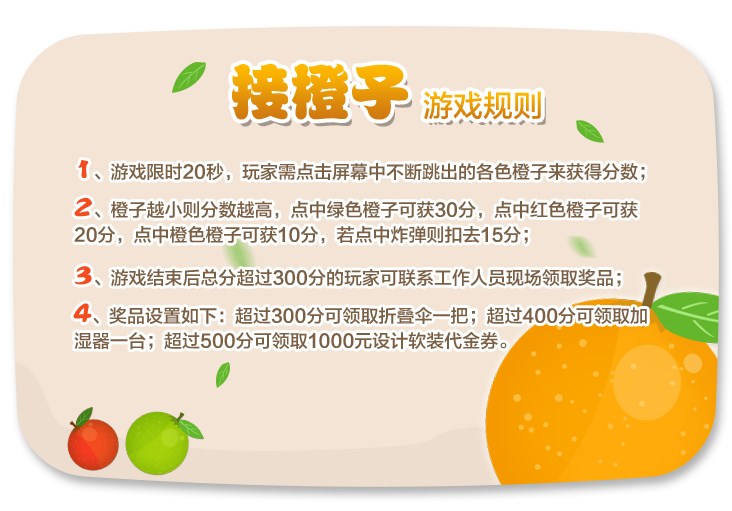 接橙子 游戏规则
1、游戏限时20秒，玩家需点击屏幕中不断跳出的各色橙子来获得分数；
2、橙子越小则分数越高，点中绿色橙子可获30分，点中红色橙子可获
20分，点中橙色橙子可获10分，若点中炸弹则扣去15分；
3、游戏结束后总分超过300分的玩家可联系工作人员现场领取奖品；
4、奖品设置如下：超过300分可领取折叠伞一把；超过400分可领取加
湿器一台；超过500分可领取1000元设计软装代金券。